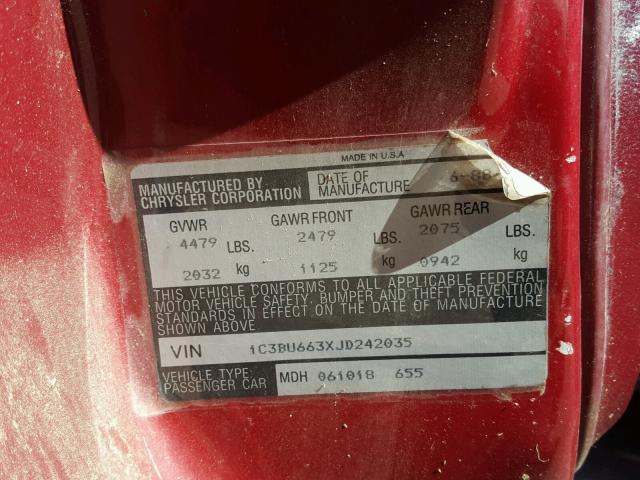 MADE IN U.S.A
MANUFACTURED BY CHRYSLER CORPORATION
DATE OF MANUFACTURE 6-88
GVWR GAWR FRONT GAWR REAR
4479 LBS. 2479 LBS. 2075 LBS.
2032 kg 1125 kg 0942 kg
THIS VEHICLE CONFORMS TO ALL APPLICABLE FEDERAL
MOTOR VEHICLE SAFETY, BUMPER AND THEFT PREVENTION
STANDARDS IN EFFECT ON THE DATE OF MANUFACTURE
SHOWN ABOVE.
VIN 1C3BU663XJD242035
VEHICLE TYPE: PASSENGER CAR
MDH 061018 655